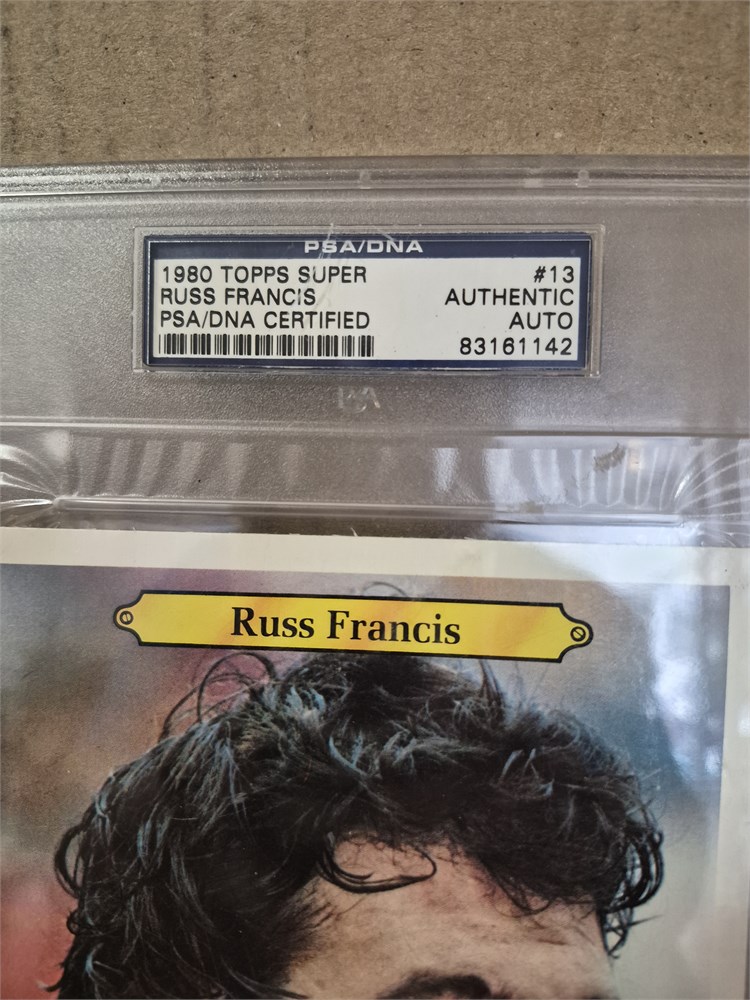 PSA/DNA
1980 TOPPS SUPER #13
RUSS FRANCIS AUTHENTIC
PSA/DNA CERTIFIED AUTO
83161142
Russ Francis